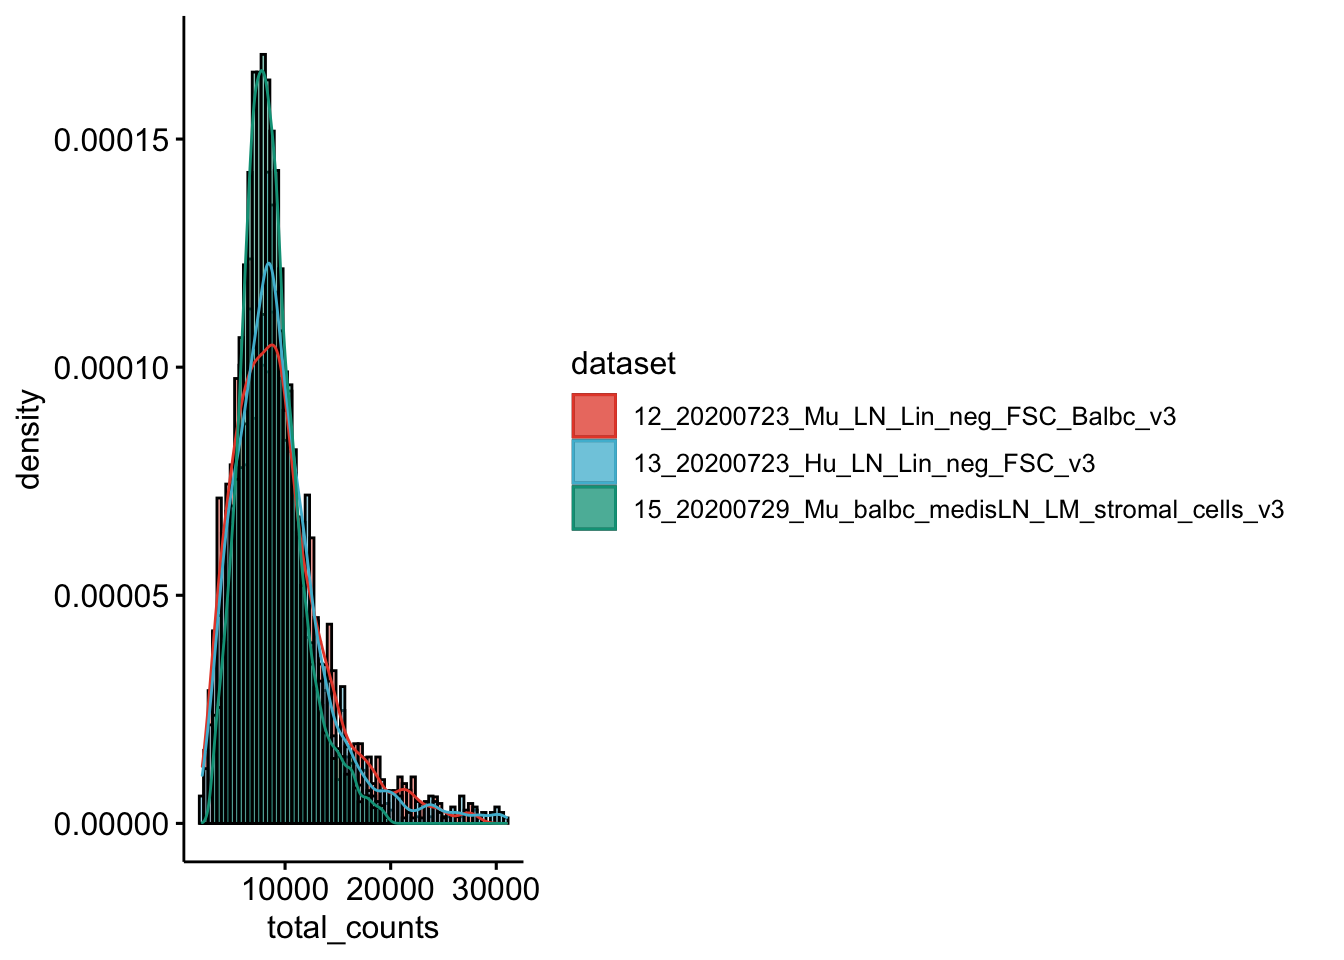 density
0.00015
0.00010
0.00005
0.00000
10000 20000 30000
total_counts
dataset
12_20200723_Mu_LN_Lin_neg_FSC_Balbc_v3
13_20200723_Hu_LN_Lin_neg_FSC_v3
15_20200729_Mu_balbc_medisLN_LM_stromal_cells_v3